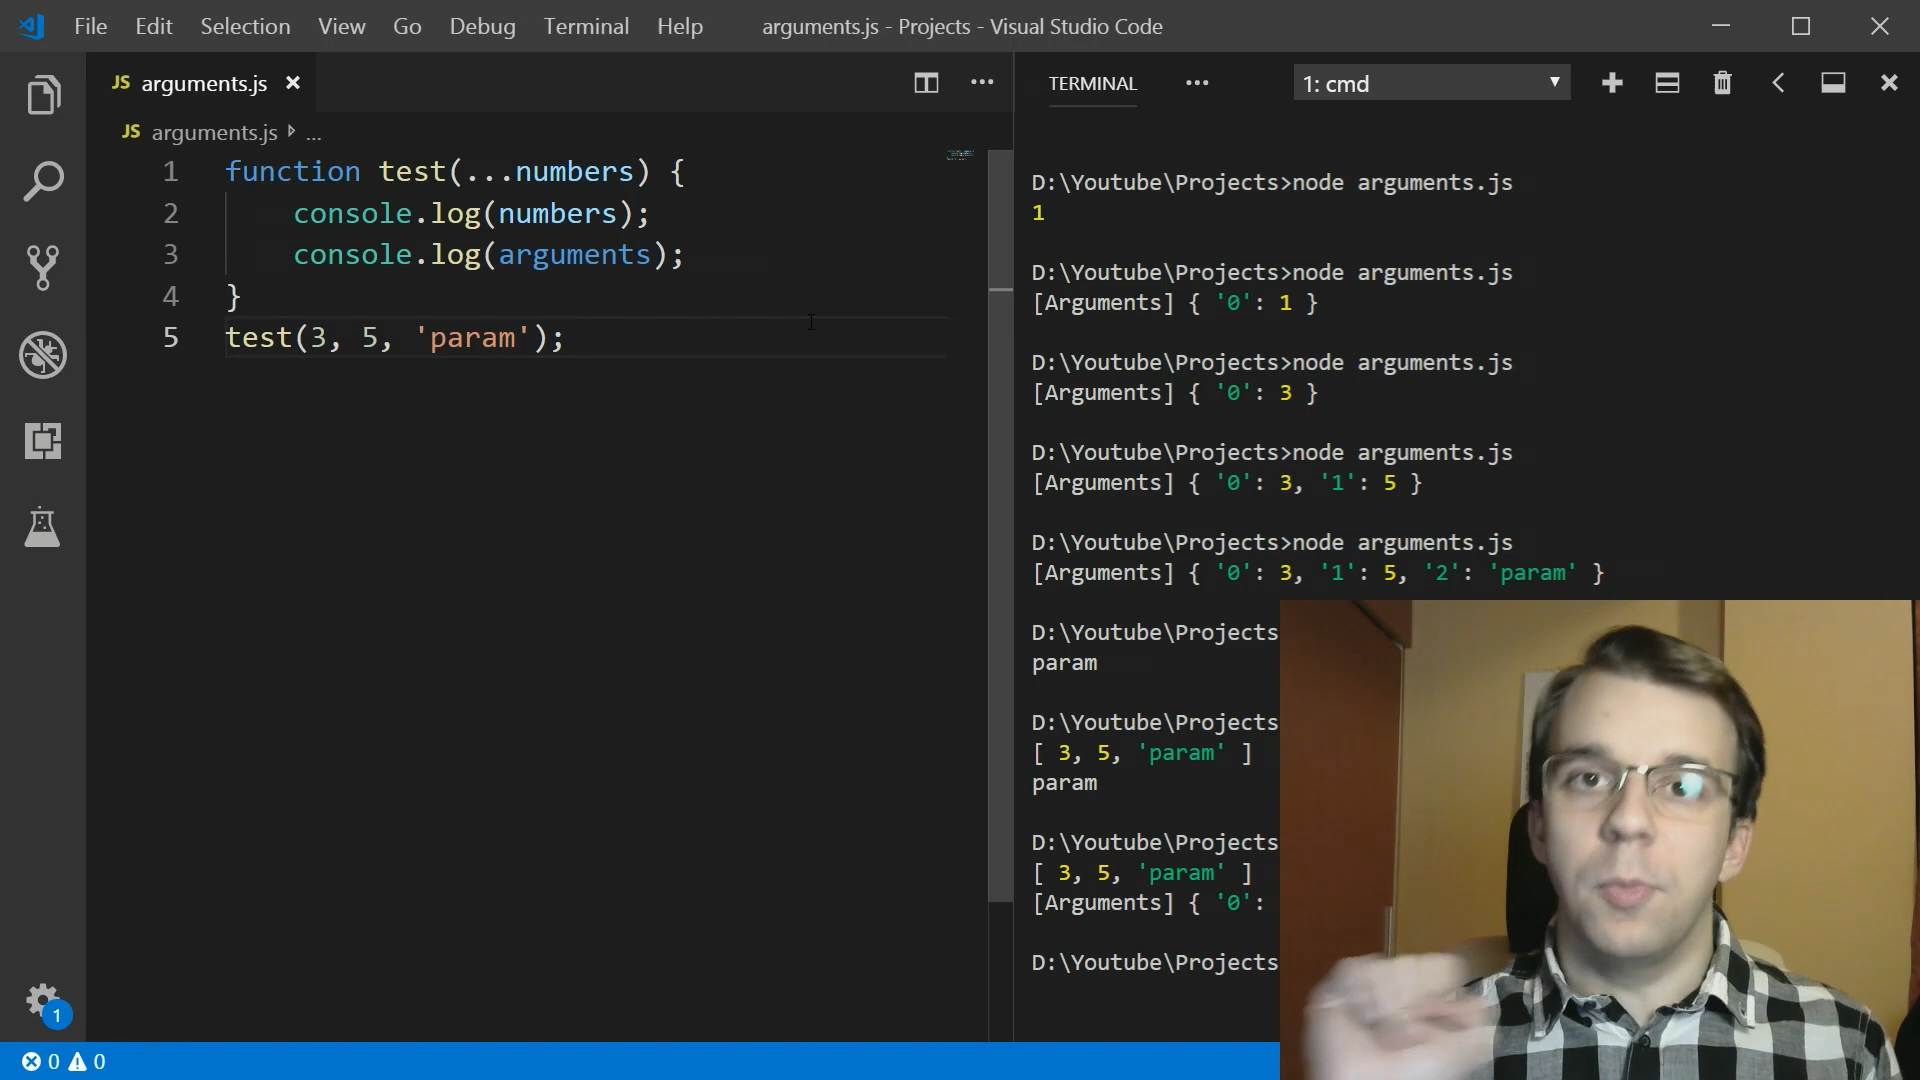 File Edit Selection View Go Debug Terminal Help arguments.js - Projects - Visual Studio Code
JS arguments.js
JS arguments.js ...
1 function test(...numbers) {
2 console.log(numbers);
3 console.log(arguments);
4 }
5 test(3, 5, 'param');
TERMINAL ... 1: cmd
D:\Youtube\Projects>node arguments.js
1
D:\Youtube\Projects>node arguments.js
[Arguments] { '0': 1 }
D:\Youtube\Projects>node arguments.js
[Arguments] { '0': 3 }
D:\Youtube\Projects>node arguments.js
[Arguments] { '0': 3, '1': 5 }
D:\Youtube\Projects>node arguments.js
[Arguments] { '0': 3, '1': 5, '2': 'param' }
D:\Youtube\Projects
param
D:\Youtube\Projects
[ 3, 5, 'param' ]
param
D:\Youtube\Projects
[ 3, 5, 'param' ]
[Arguments] { '0':
D:\Youtube\Projects
1
0 0